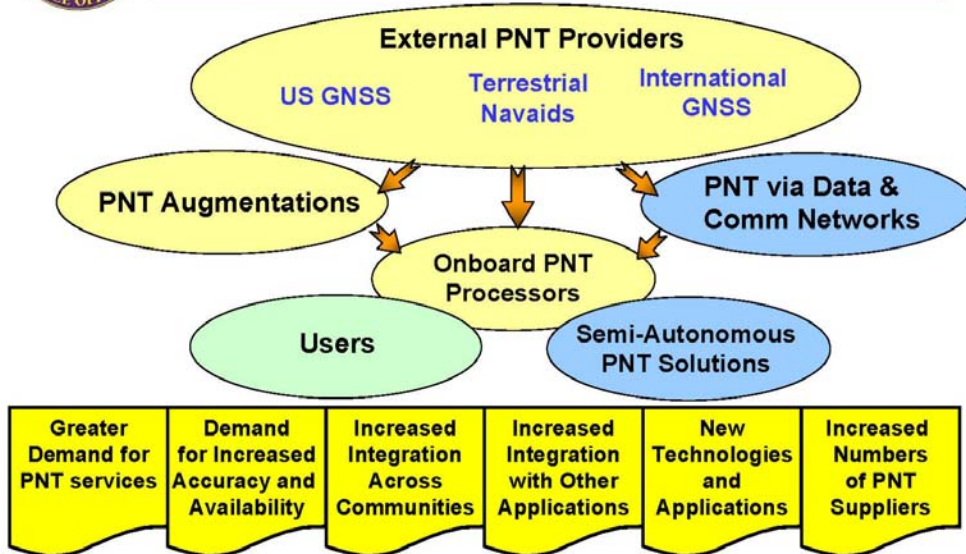 External PNT Providers
US GNSS
Terrestrial
Navaids
International
GNSS
PNT Augmentations
PNT via Data &
Comm Networks
Onboard PNT
Processors
Users
Semi-Autonomous
PNT Solutions
Greater
Demand for
PNT services
Demand
for Increased
Accuracy and
Availability
Increased
Integration
Across
Communities
Increased
Integration
with Other
Applications
New
Technologies
and
Applications
Increased
Numbers
of PNT
Suppliers